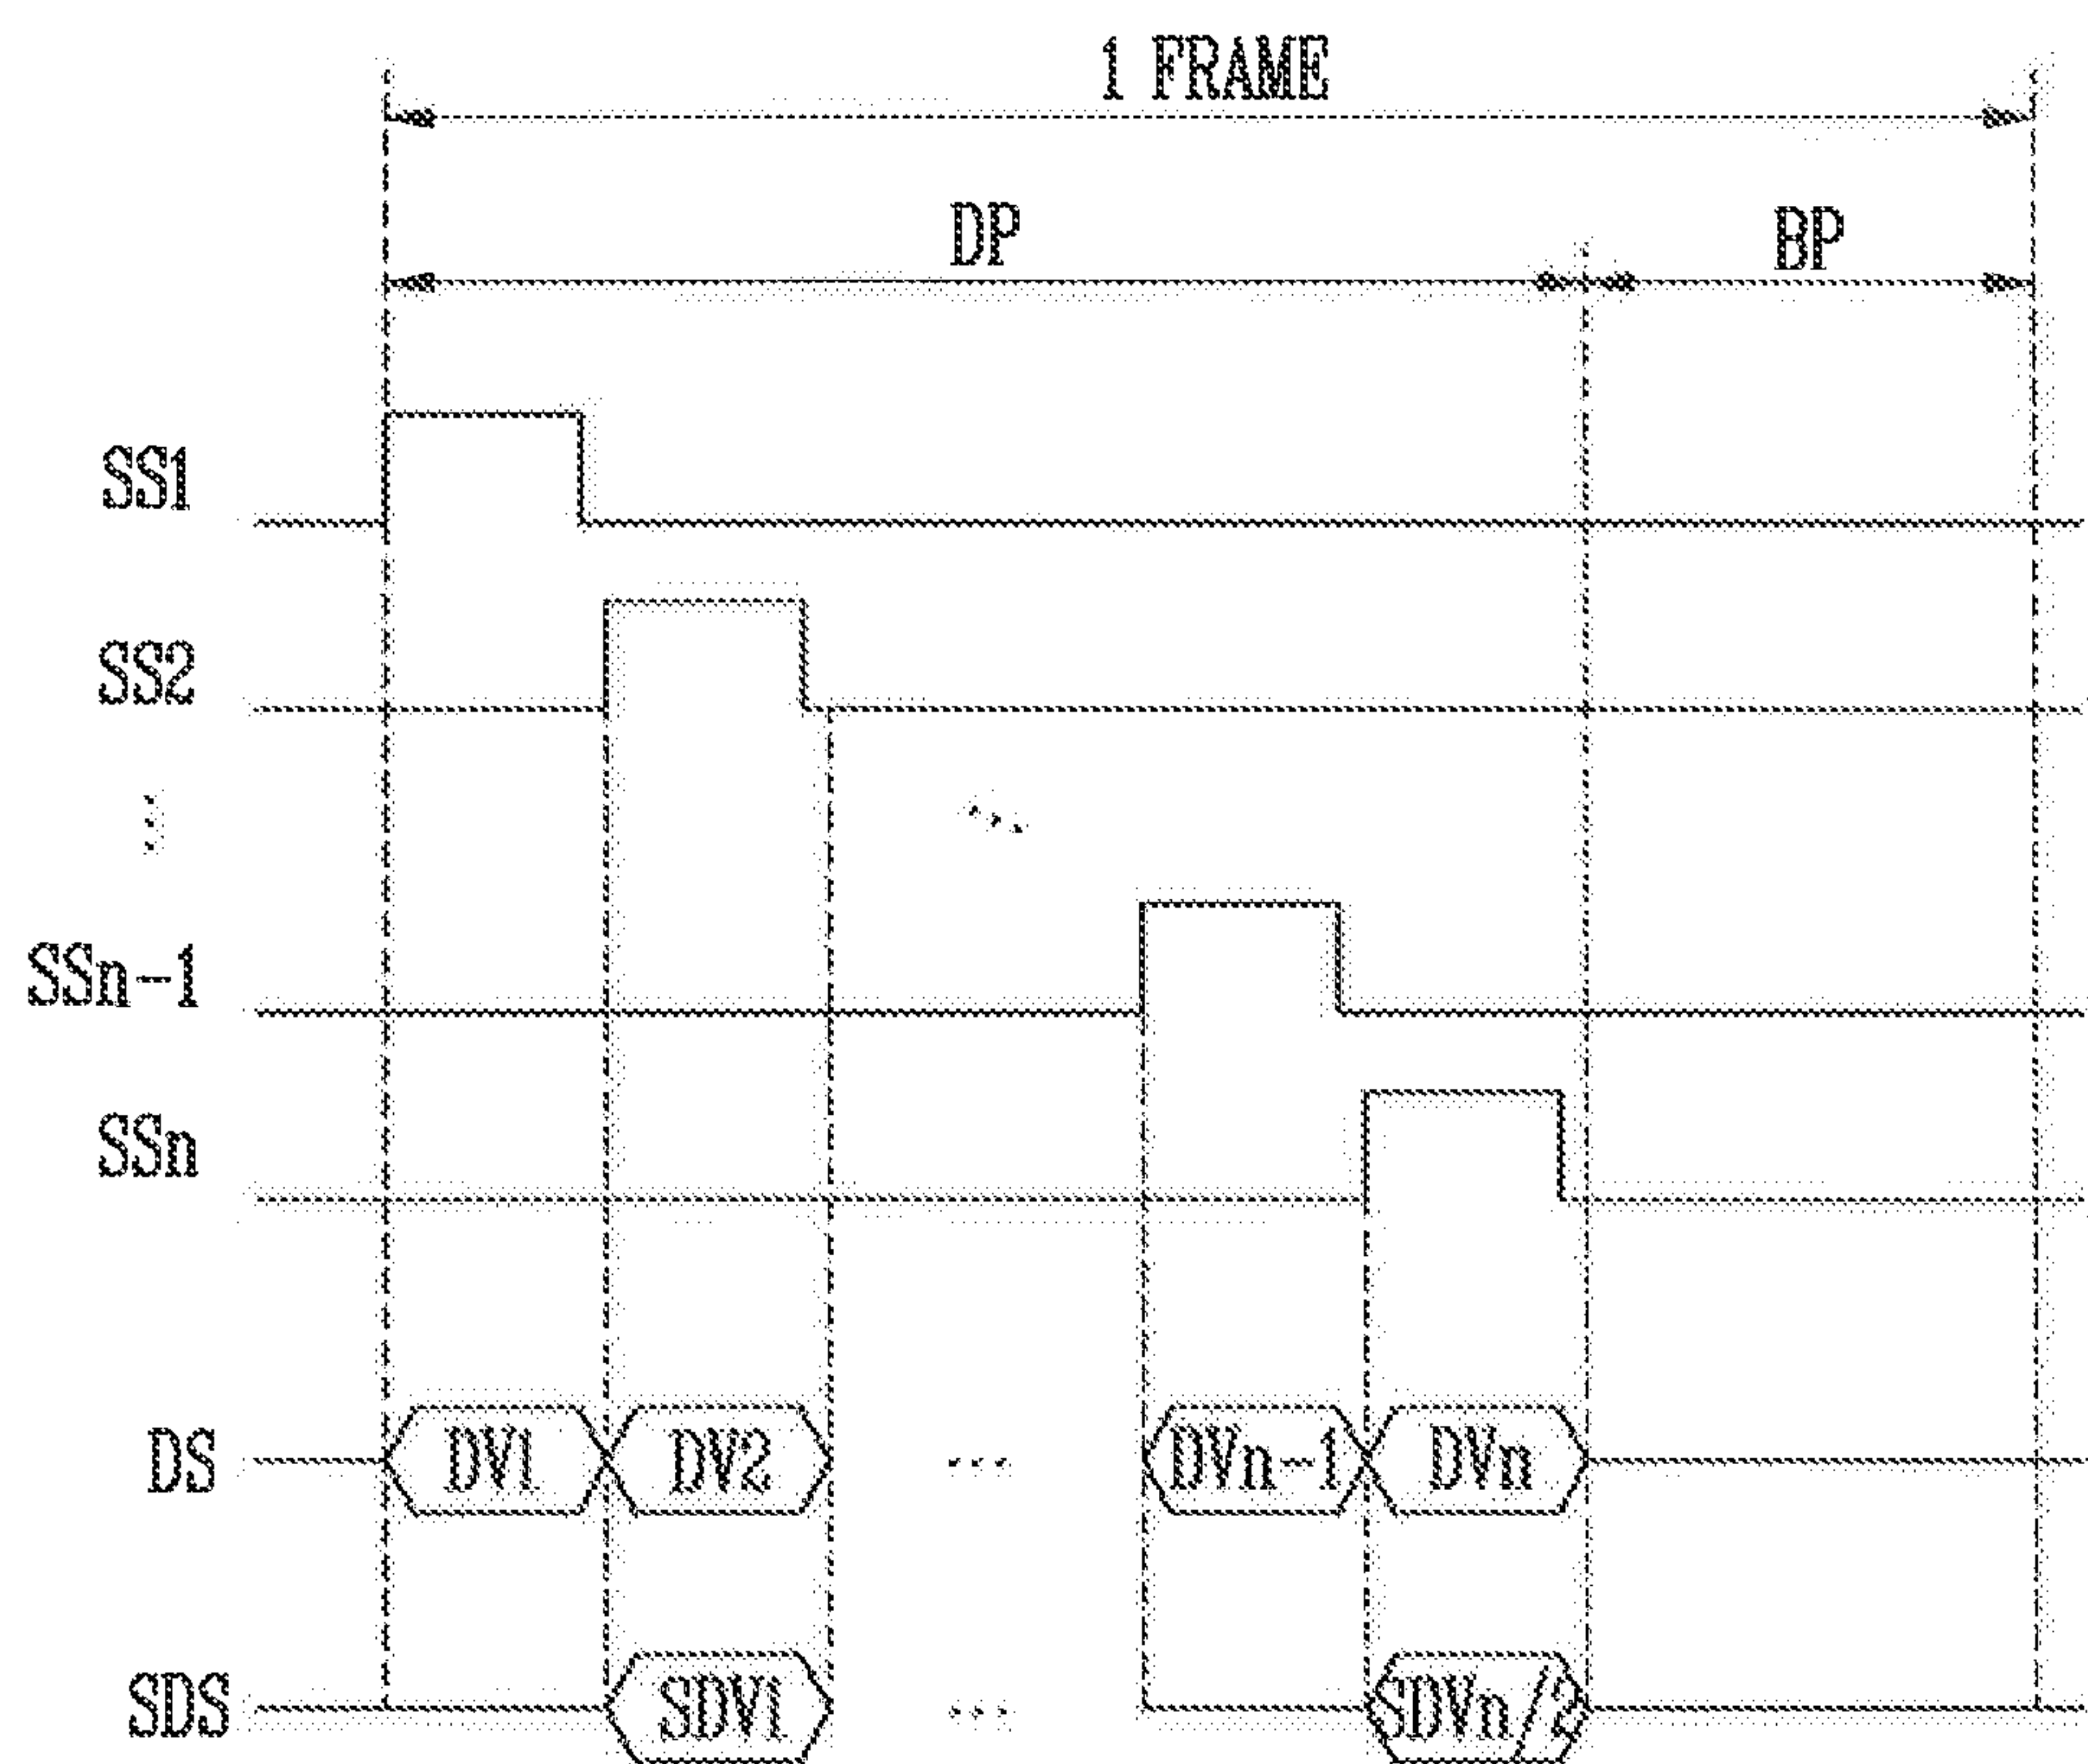 1 FRAME
DP BP
SS1
SS2
SSn-1
SSn
DS DV1 DV2 ... DVn-1 DVn
SDS SDV1 ... SDVn/2